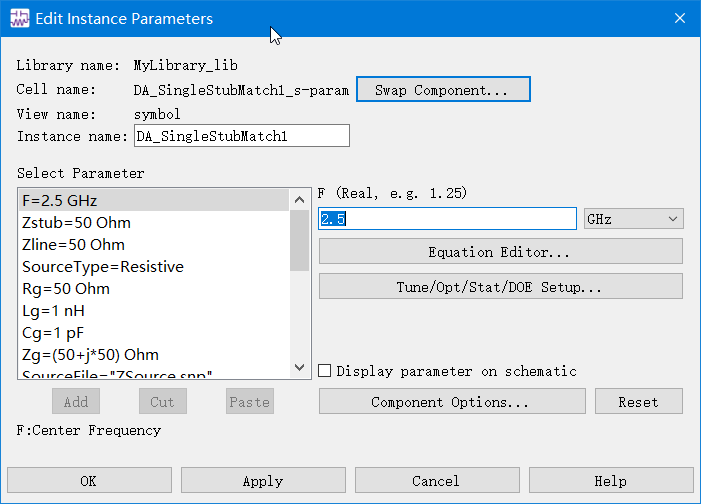 Edit Instance Parameters
Library name: MyLibrary_lib
Cell name: DA_SingleStubMatch1_s-param
Swap Component...
View name: symbol
Instance name: DA_SingleStubMatch1
Select Parameter
F=2.5 GHz
Zstub=50 Ohm
Zline=50 Ohm
SourceType=Resistive
Rg=50 Ohm
Lg=1 nH
Cg=1 pF
Zg=(50+j*50) Ohm
SourceFile="ZSource.snp"
F (Real, e.g. 1.25)
2.5
GHz
Equation Editor...
Tune/Opt/Stat/DOE Setup...
Display parameter on schematic
Add
Cut
Paste
Component Options...
Reset
F:Center Frequency
OK
Apply
Cancel
Help